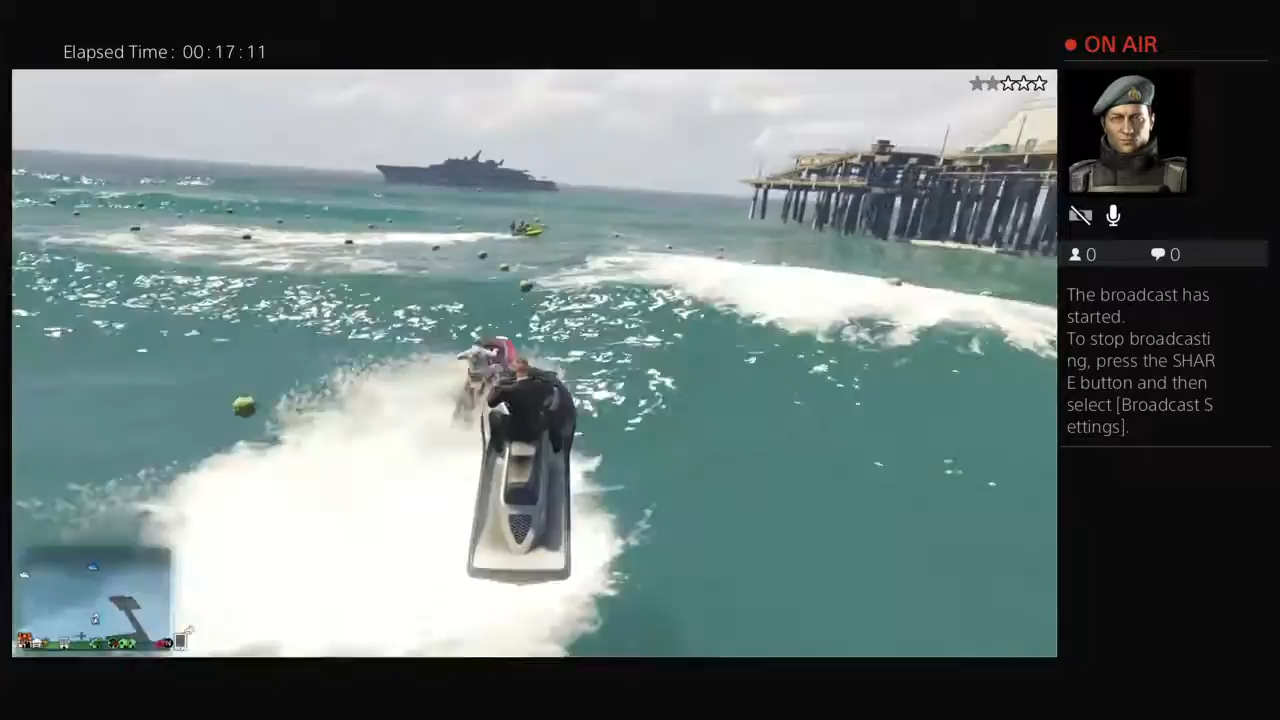 Elapsed Time: 00:17:11
ON AIR
0
0
The broadcast has
started.
To stop broadcasti
ng, press the SHAR
E button and then
select [Broadcast S
ettings].